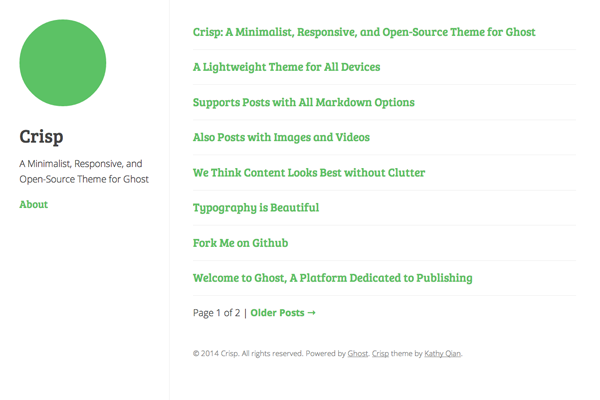 Crisp
A Minimalist, Responsive, and
Open-Source Theme for Ghost
About
Crisp: A Minimalist, Responsive, and Open-Source Theme for Ghost
A Lightweight Theme for All Devices
Supports Posts with All Markdown Options
Also Posts with Images and Videos
We Think Content Looks Best without Clutter
Typography is Beautiful
Fork Me on Github
Welcome to Ghost, A Platform Dedicated to Publishing
Page 1 of 2 | Older Posts →
© 2014 Crisp. All rights reserved. Powered by Ghost. Crisp theme by Kathy Qian.